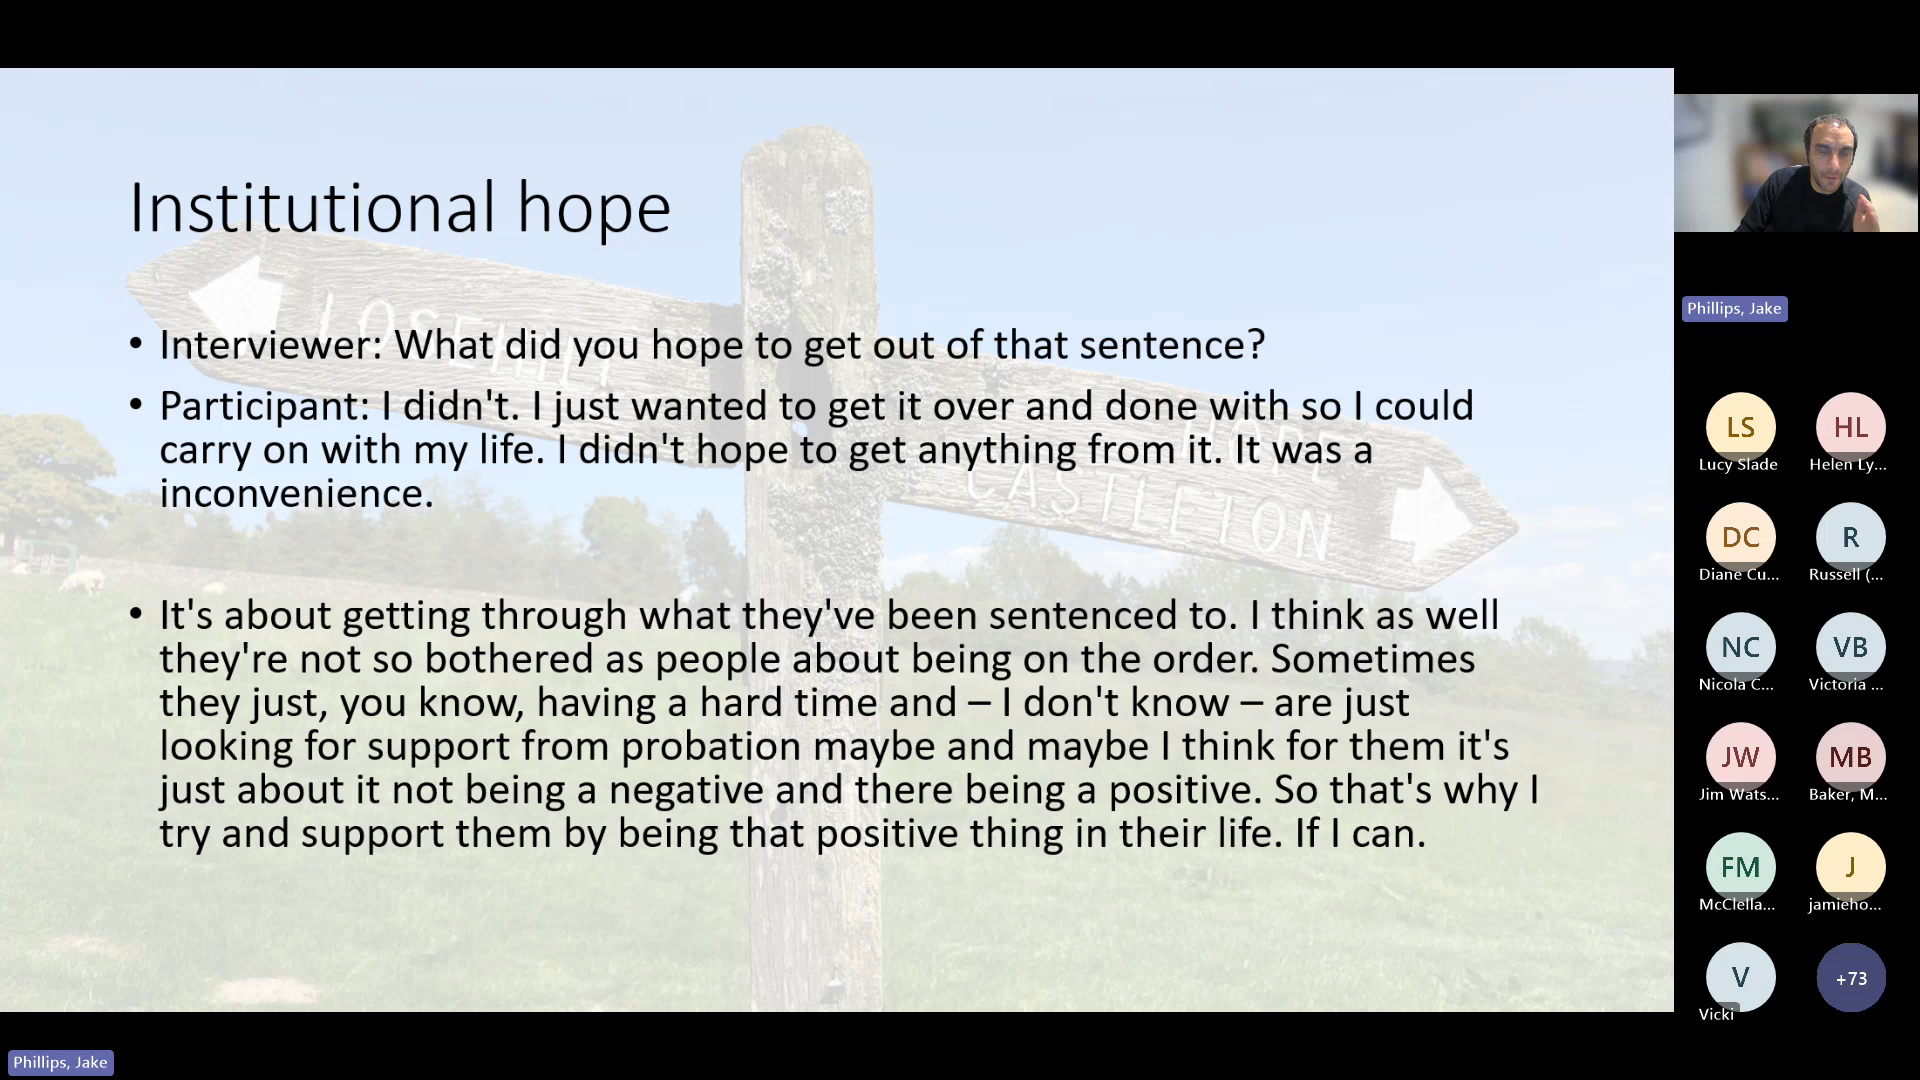 Institutional hope
LOSEHILL
HOPE
CASTLETON
• Interviewer: What did you hope to get out of that sentence?
• Participant: I didn't. I just wanted to get it over and done with so I could
carry on with my life. I didn't hope to get anything from it. It was a
inconvenience.
• It's about getting through what they've been sentenced to. I think as well
they're not so bothered as people about being on the order. Sometimes
they just, you know, having a hard time and – I don't know – are just
looking for support from probation maybe and maybe I think for them it's
just about it not being a negative and there being a positive. So that's why I
try and support them by being that positive thing in their life. If I can.
Phillips, Jake
LS HL
Lucy Slade Helen Ly...
DC R
Diane Cu... Russell (...
NC VB
Nicola C... Victoria ...
JW MB
Jim Wats... Baker, M...
FM J
McClella... jamieho...
V +73
Vicki
Phillips, Jake